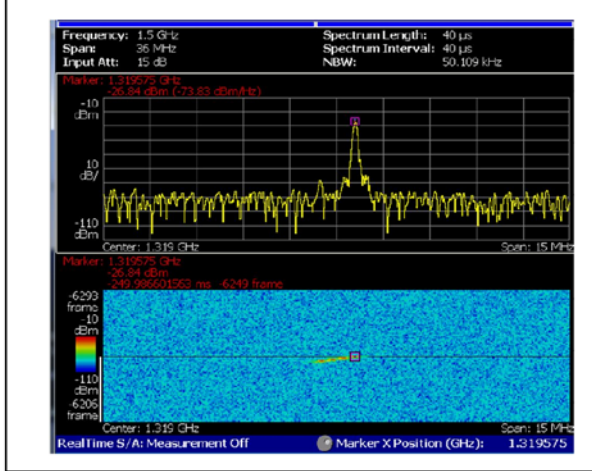 Frequency: 1.5 GHz Spectrum Length: 40 µs
Span: 36 MHz Spectrum Interval: 40 µs
Input Att: 15 dB NBW: 50.109 kHz
Marker: 1.319575 GHz
-26.84 dBm (-73.83 dBm/Hz)
-10
dBm
10
dB/
-110
dBm
Center: 1.319 GHz Span: 15 MHz
Marker: 1.319575 GHz
-26.84 dBm
-249.986601563 ms -6249 frame
-6293
frame
-10
dBm
-110
dBm
-6206
frame
Center: 1.319 GHz Span: 15 MHz
RealTime S/A: Measurement Off Marker X Position (GHz): 1.319575